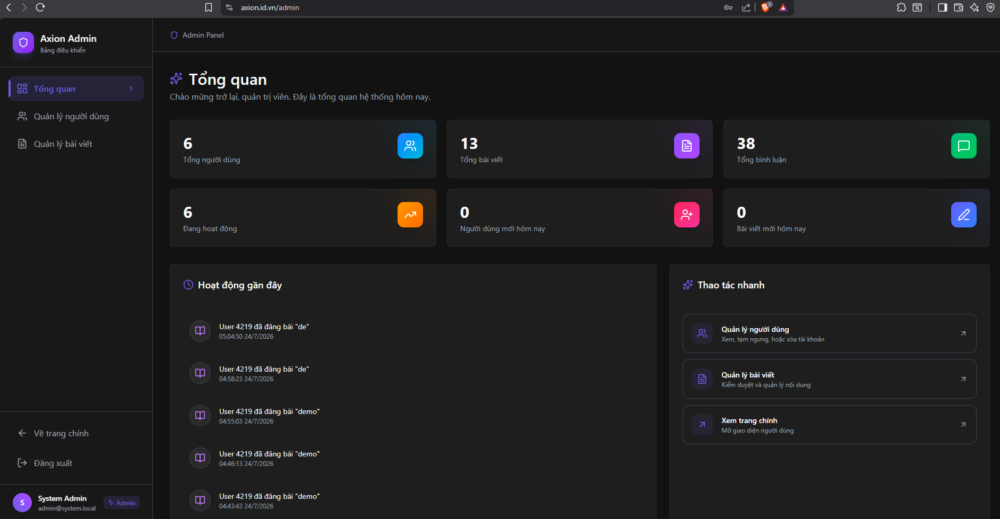 axion.id.vn/admin
1
Axion Admin
Bảng điều khiển
Tổng quan
Quản lý người dùng
Quản lý bài viết
Về trang chính
Đăng xuất
S
System Admin
admin@system.local
Admin
Admin Panel
Tổng quan
Chào mừng trở lại, quản trị viên. Đây là tổng quan hệ thống hôm nay.
6
Tổng người dùng
13
Tổng bài viết
38
Tổng bình luận
6
Đang hoạt động
0
Người dùng mới hôm nay
0
Bài viết mới hôm nay
Hoạt động gần đây
User 4219 đã đăng bài "de"
05:04:50 24/7/2026
User 4219 đã đăng bài "de"
04:58:23 24/7/2026
User 4219 đã đăng bài "demo"
04:55:03 24/7/2026
User 4219 đã đăng bài "demo"
04:46:13 24/7/2026
User 4219 đã đăng bài "demo"
04:43:43 24/7/2026
Thao tác nhanh
Quản lý người dùng
Xem, tạm ngưng, hoặc xóa tài khoản
Quản lý bài viết
Kiểm duyệt và quản lý nội dung
Xem trang chính
Mở giao diện người dùng